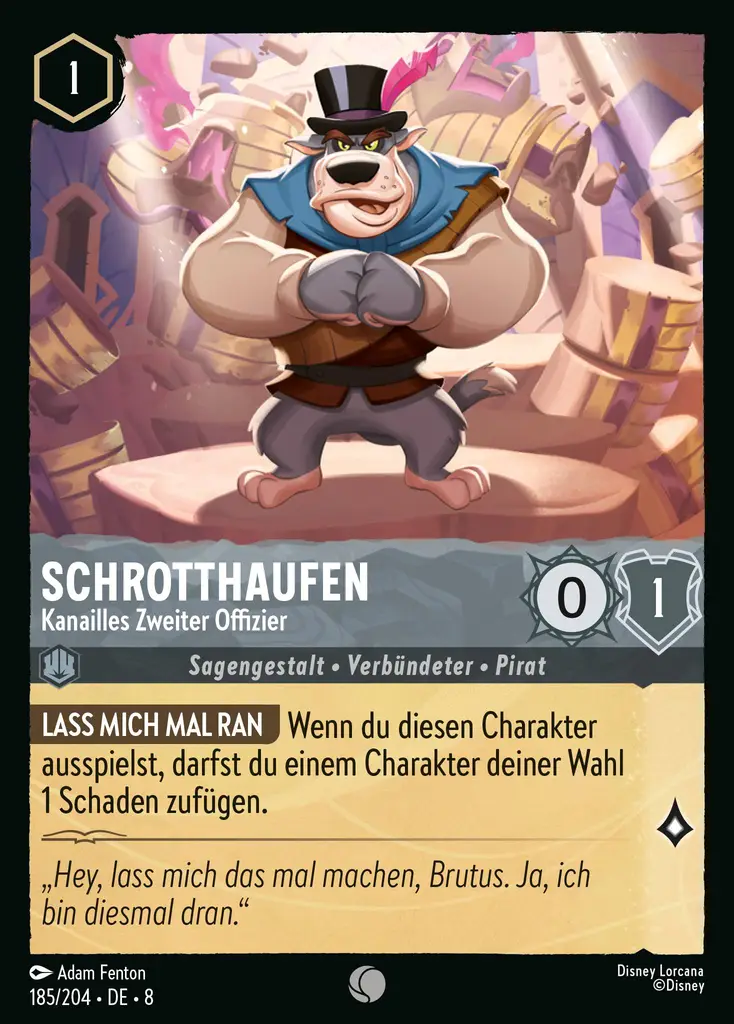 1
SCHROTTHAUFEN
Kanailles Zweiter Offizier
0
1
Sagengestalt • Verbündeter • Pirat
LASS MICH MAL RAN Wenn du diesen Charakter
ausspielst, darfst du einem Charakter deiner Wahl
1 Schaden zufügen.
„Hey, lass mich das mal machen, Brutus. Ja, ich
bin diesmal dran.“
Adam Fenton
185/204 • DE • 8
Disney Lorcana
©Disney